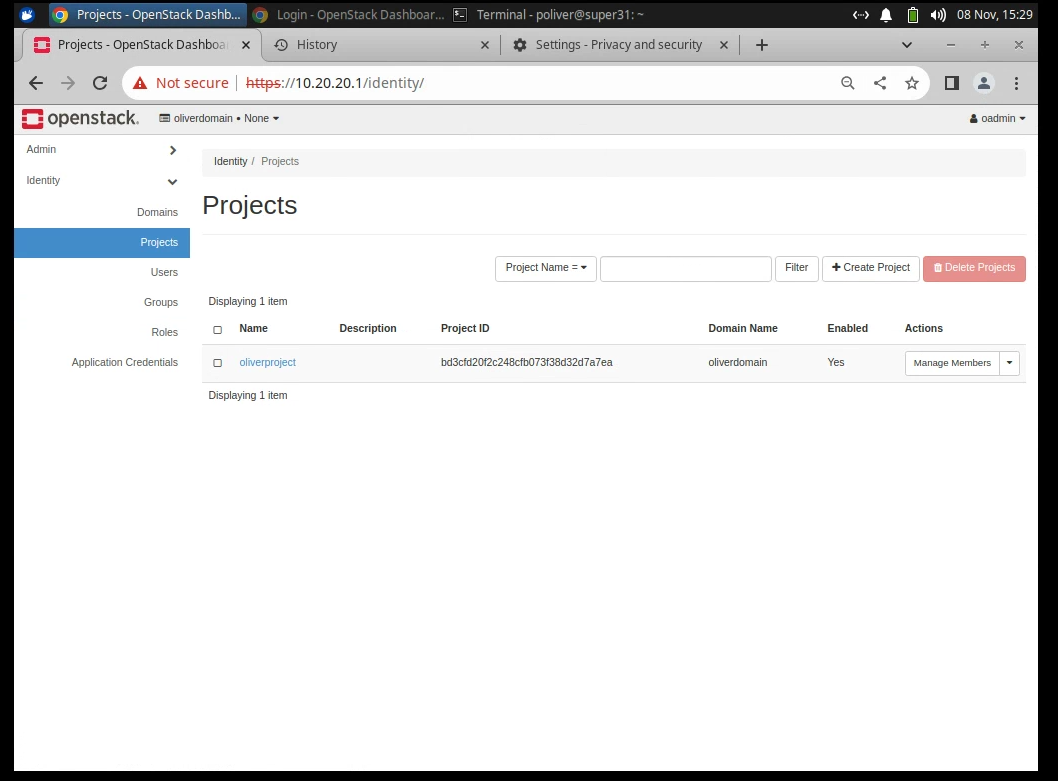 Projects - OpenStack Dashb... Login - OpenStack Dashboar... Terminal - poliver@super31: ~ 08 Nov, 15:29
Projects - OpenStack Dashboa History Settings - Privacy and security
Not secure https://10.20.20.1/identity/
openstack. oliverdomain • None oadmin
Admin
Identity
Domains
Projects
Users
Groups
Roles
Application Credentials
Identity / Projects
Projects
Project Name = Filter Create Project Delete Projects
Displaying 1 item
Name Description Project ID Domain Name Enabled Actions
oliverproject bd3cfd20f2c248cfb073f38d32d7a7ea oliverdomain Yes Manage Members
Displaying 1 item